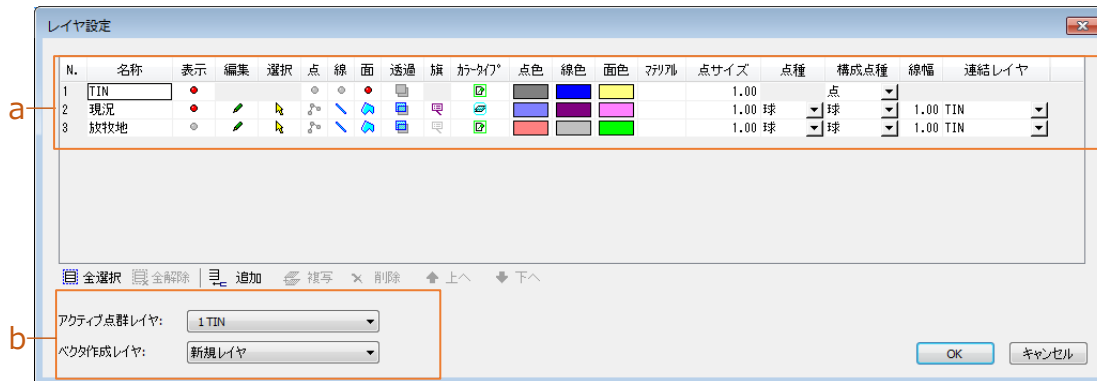 レイヤ設定
N. 名称 表示 編集 選択 点 線 面 透過 旗 ｶﾗｰﾀｲﾌﾟ 点色 線色 面色 ﾏﾃﾘｱﾙ 点サイズ 点種 構成点種 線幅 連結レイヤ
a
1 TIN 1.00 点
2 現況 1.00 球 球 1.00 TIN
3 放牧地 1.00 球 球 1.00 TIN
全選択 全解除 追加 複写 削除 上へ 下へ
b
アクティブ点群レイヤ: 1 TIN
ベクタ作成レイヤ: 新規レイヤ
OK キャンセル